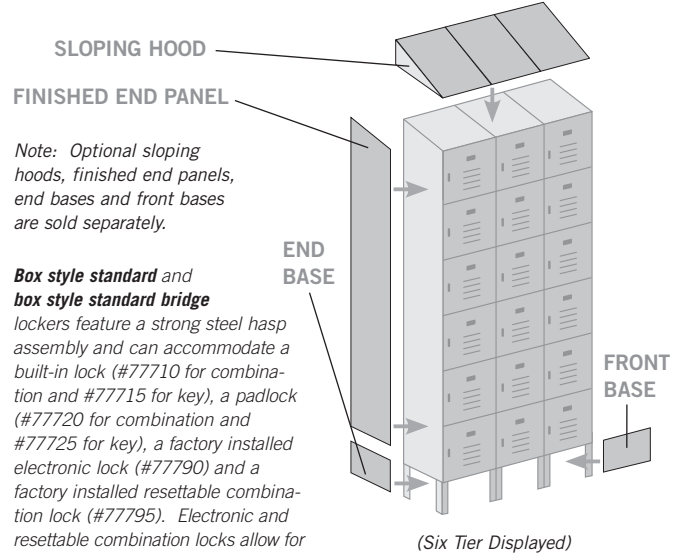 SLOPING HOOD
FINISHED END PANEL
Note: Optional sloping
hoods, finished end panels,
end bases and front bases
are sold separately.
END
BASE
Box style standard and
box style standard bridge
lockers feature a strong steel hasp
assembly and can accommodate a
built-in lock (#77710 for combina-
tion and #77715 for key), a padlock
(#77720 for combination and
#77725 for key), a factory installed
electronic lock (#77790) and a
factory installed resettable combina-
tion lock (#77795). Electronic and
resettable combination locks allow for
FRONT
BASE
(Six Tier Displayed)